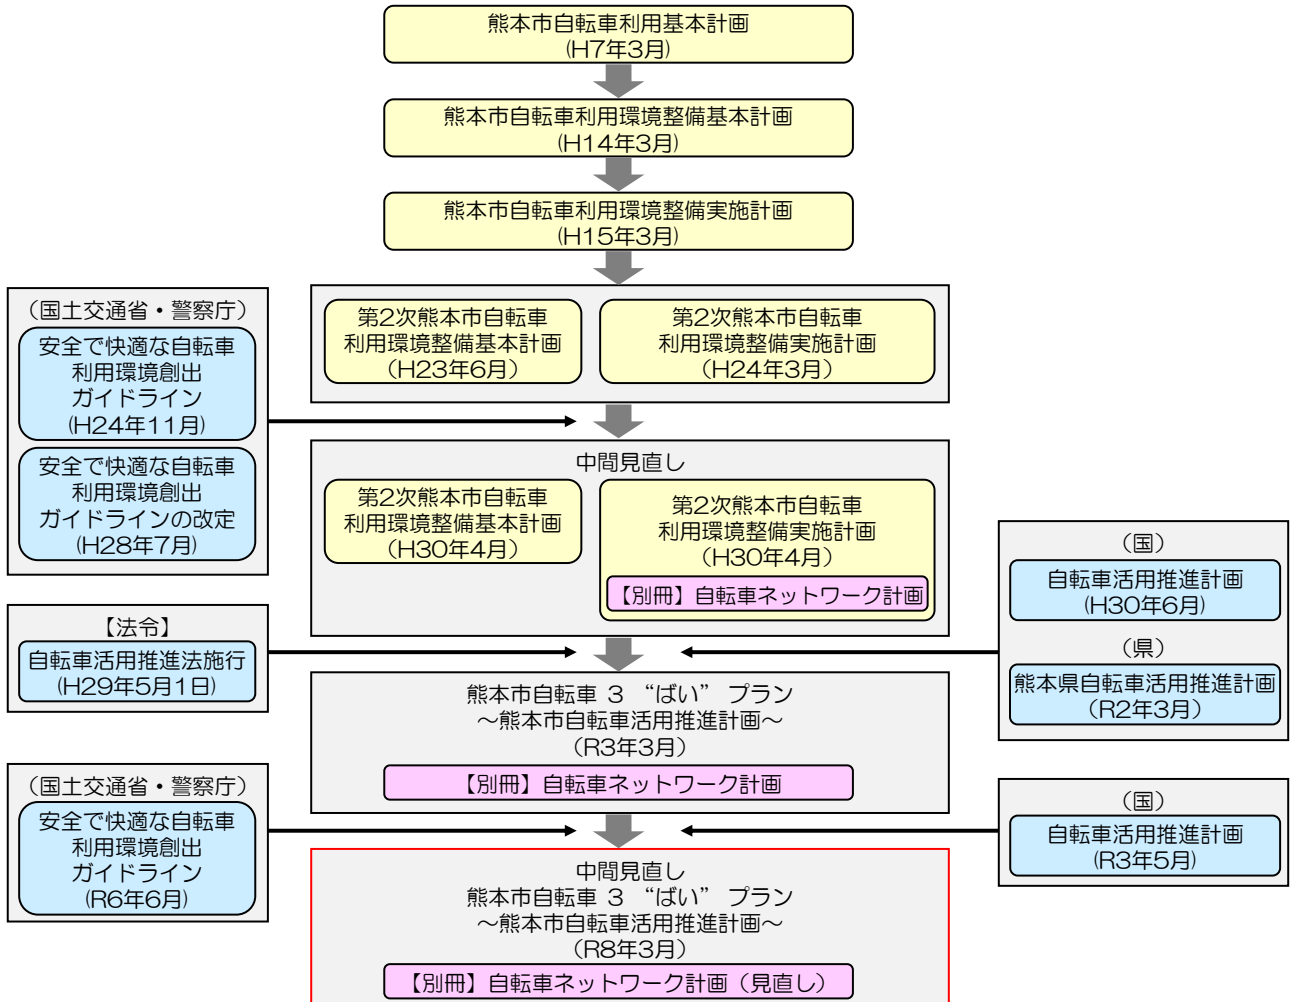 熊本市自転車利用基本計画
(H7年3月)
熊本市自転車利用環境整備基本計画
(H14年3月)
熊本市自転車利用環境整備実施計画
(H15年3月)
第2次熊本市自転車
利用環境整備基本計画
（H23年6月）
第2次熊本市自転車
利用環境整備実施計画
（H24年3月）
（国土交通省・警察庁）
安全で快適な自転車
利用環境創出
ガイドライン
(H24年11月)
安全で快適な自転車
利用環境創出
ガイドラインの改定
(H28年7月)
中間見直し
第2次熊本市自転車
利用環境整備基本計画
（H30年4月）
第2次熊本市自転車
利用環境整備実施計画
（H30年4月）
【別冊】自転車ネットワーク計画
（国）
自転車活用推進計画
(H30年6月)
（県）
熊本県自転車活用推進計画
（R2年3月）
【法令】
自転車活用推進法施行
(H29年5月1日)
熊本市自転車 3 “ばい” プラン
～熊本市自転車活用推進計画～
（R3年3月）
【別冊】自転車ネットワーク計画
（国土交通省・警察庁）
安全で快適な自転車
利用環境創出
ガイドライン
(R6年6月)
（国）
自転車活用推進計画
(R3年5月)
中間見直し
熊本市自転車 3 “ばい” プラン
～熊本市自転車活用推進計画～
（R8年3月）
【別冊】自転車ネットワーク計画（見直し）